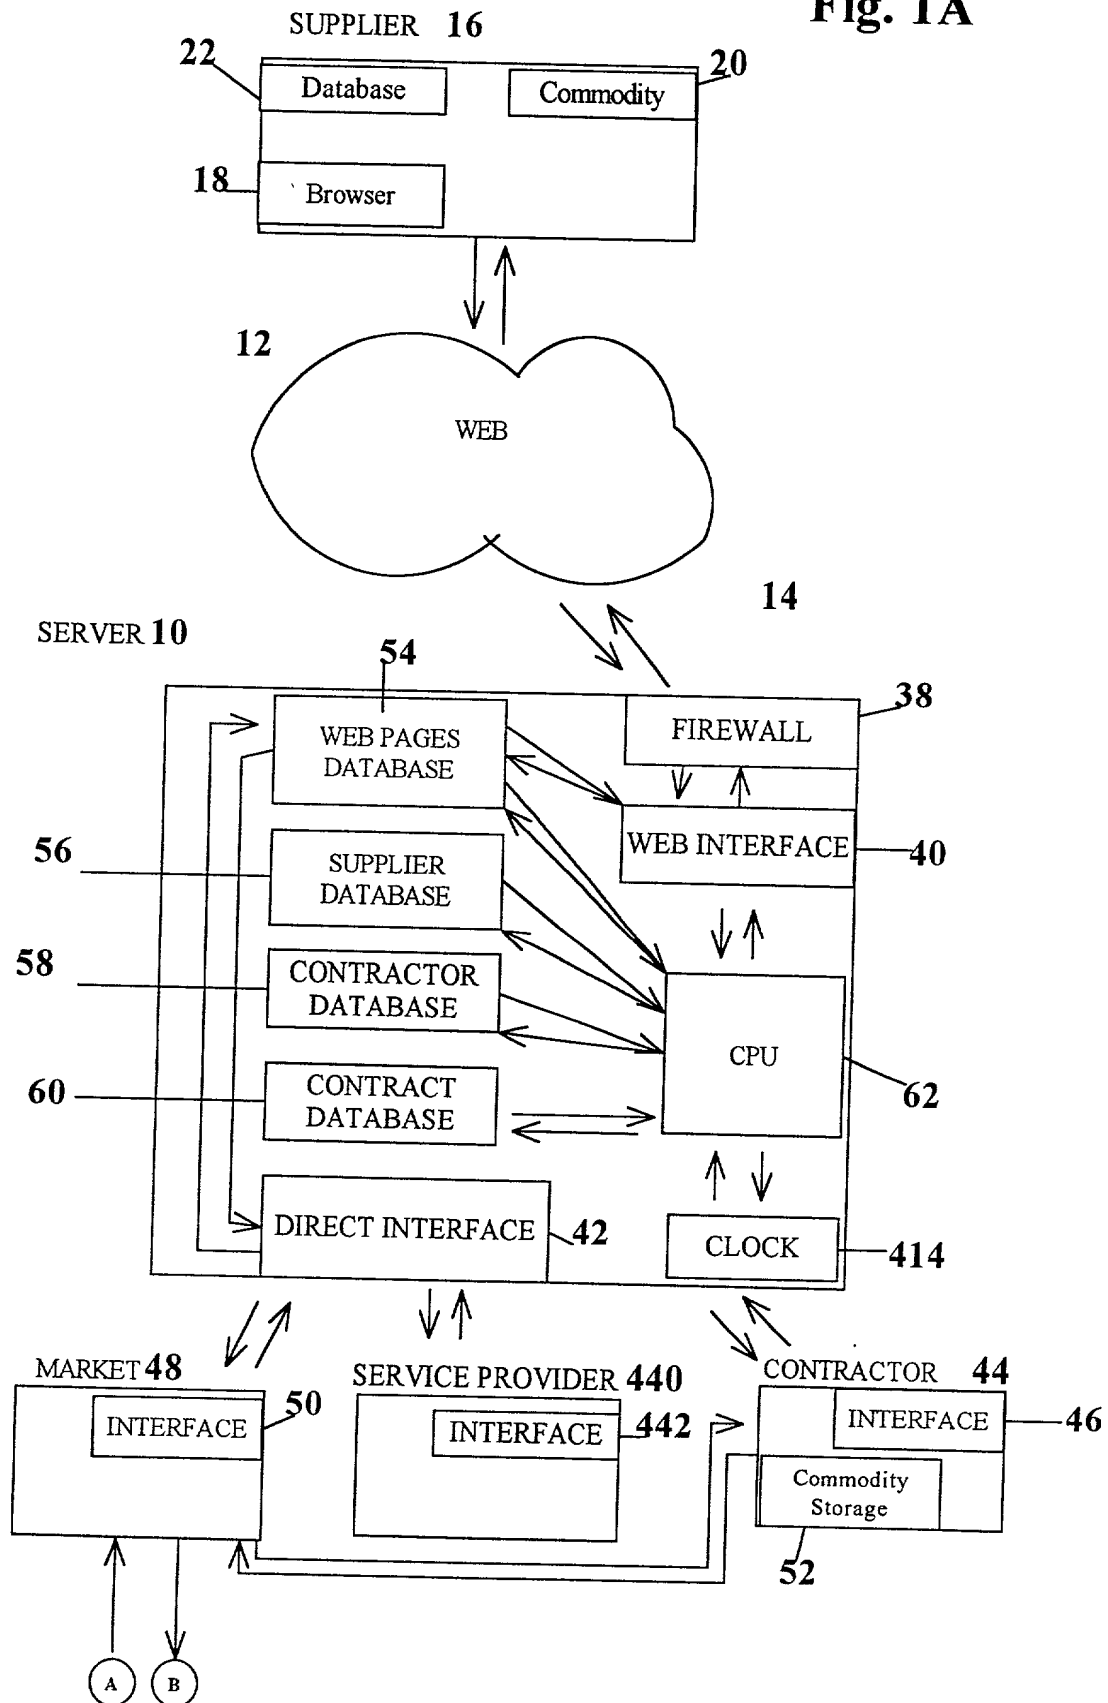 Fig. 1A
SUPPLIER 16
22
20
Database
Commodity
18
Browser
12
WEB
14
SERVER 10
54
38
WEB PAGES
DATABASE
FIREWALL
56
SUPPLIER
DATABASE
WEB INTERFACE
40
58
CONTRACTOR
DATABASE
CPU
60
CONTRACT
DATABASE
62
DIRECT INTERFACE
42
CLOCK
414
MARKET 48
SERVICE PROVIDER 440
CONTRACTOR 44
INTERFACE
50
INTERFACE
442
INTERFACE
46
Commodity
Storage
52
A
B